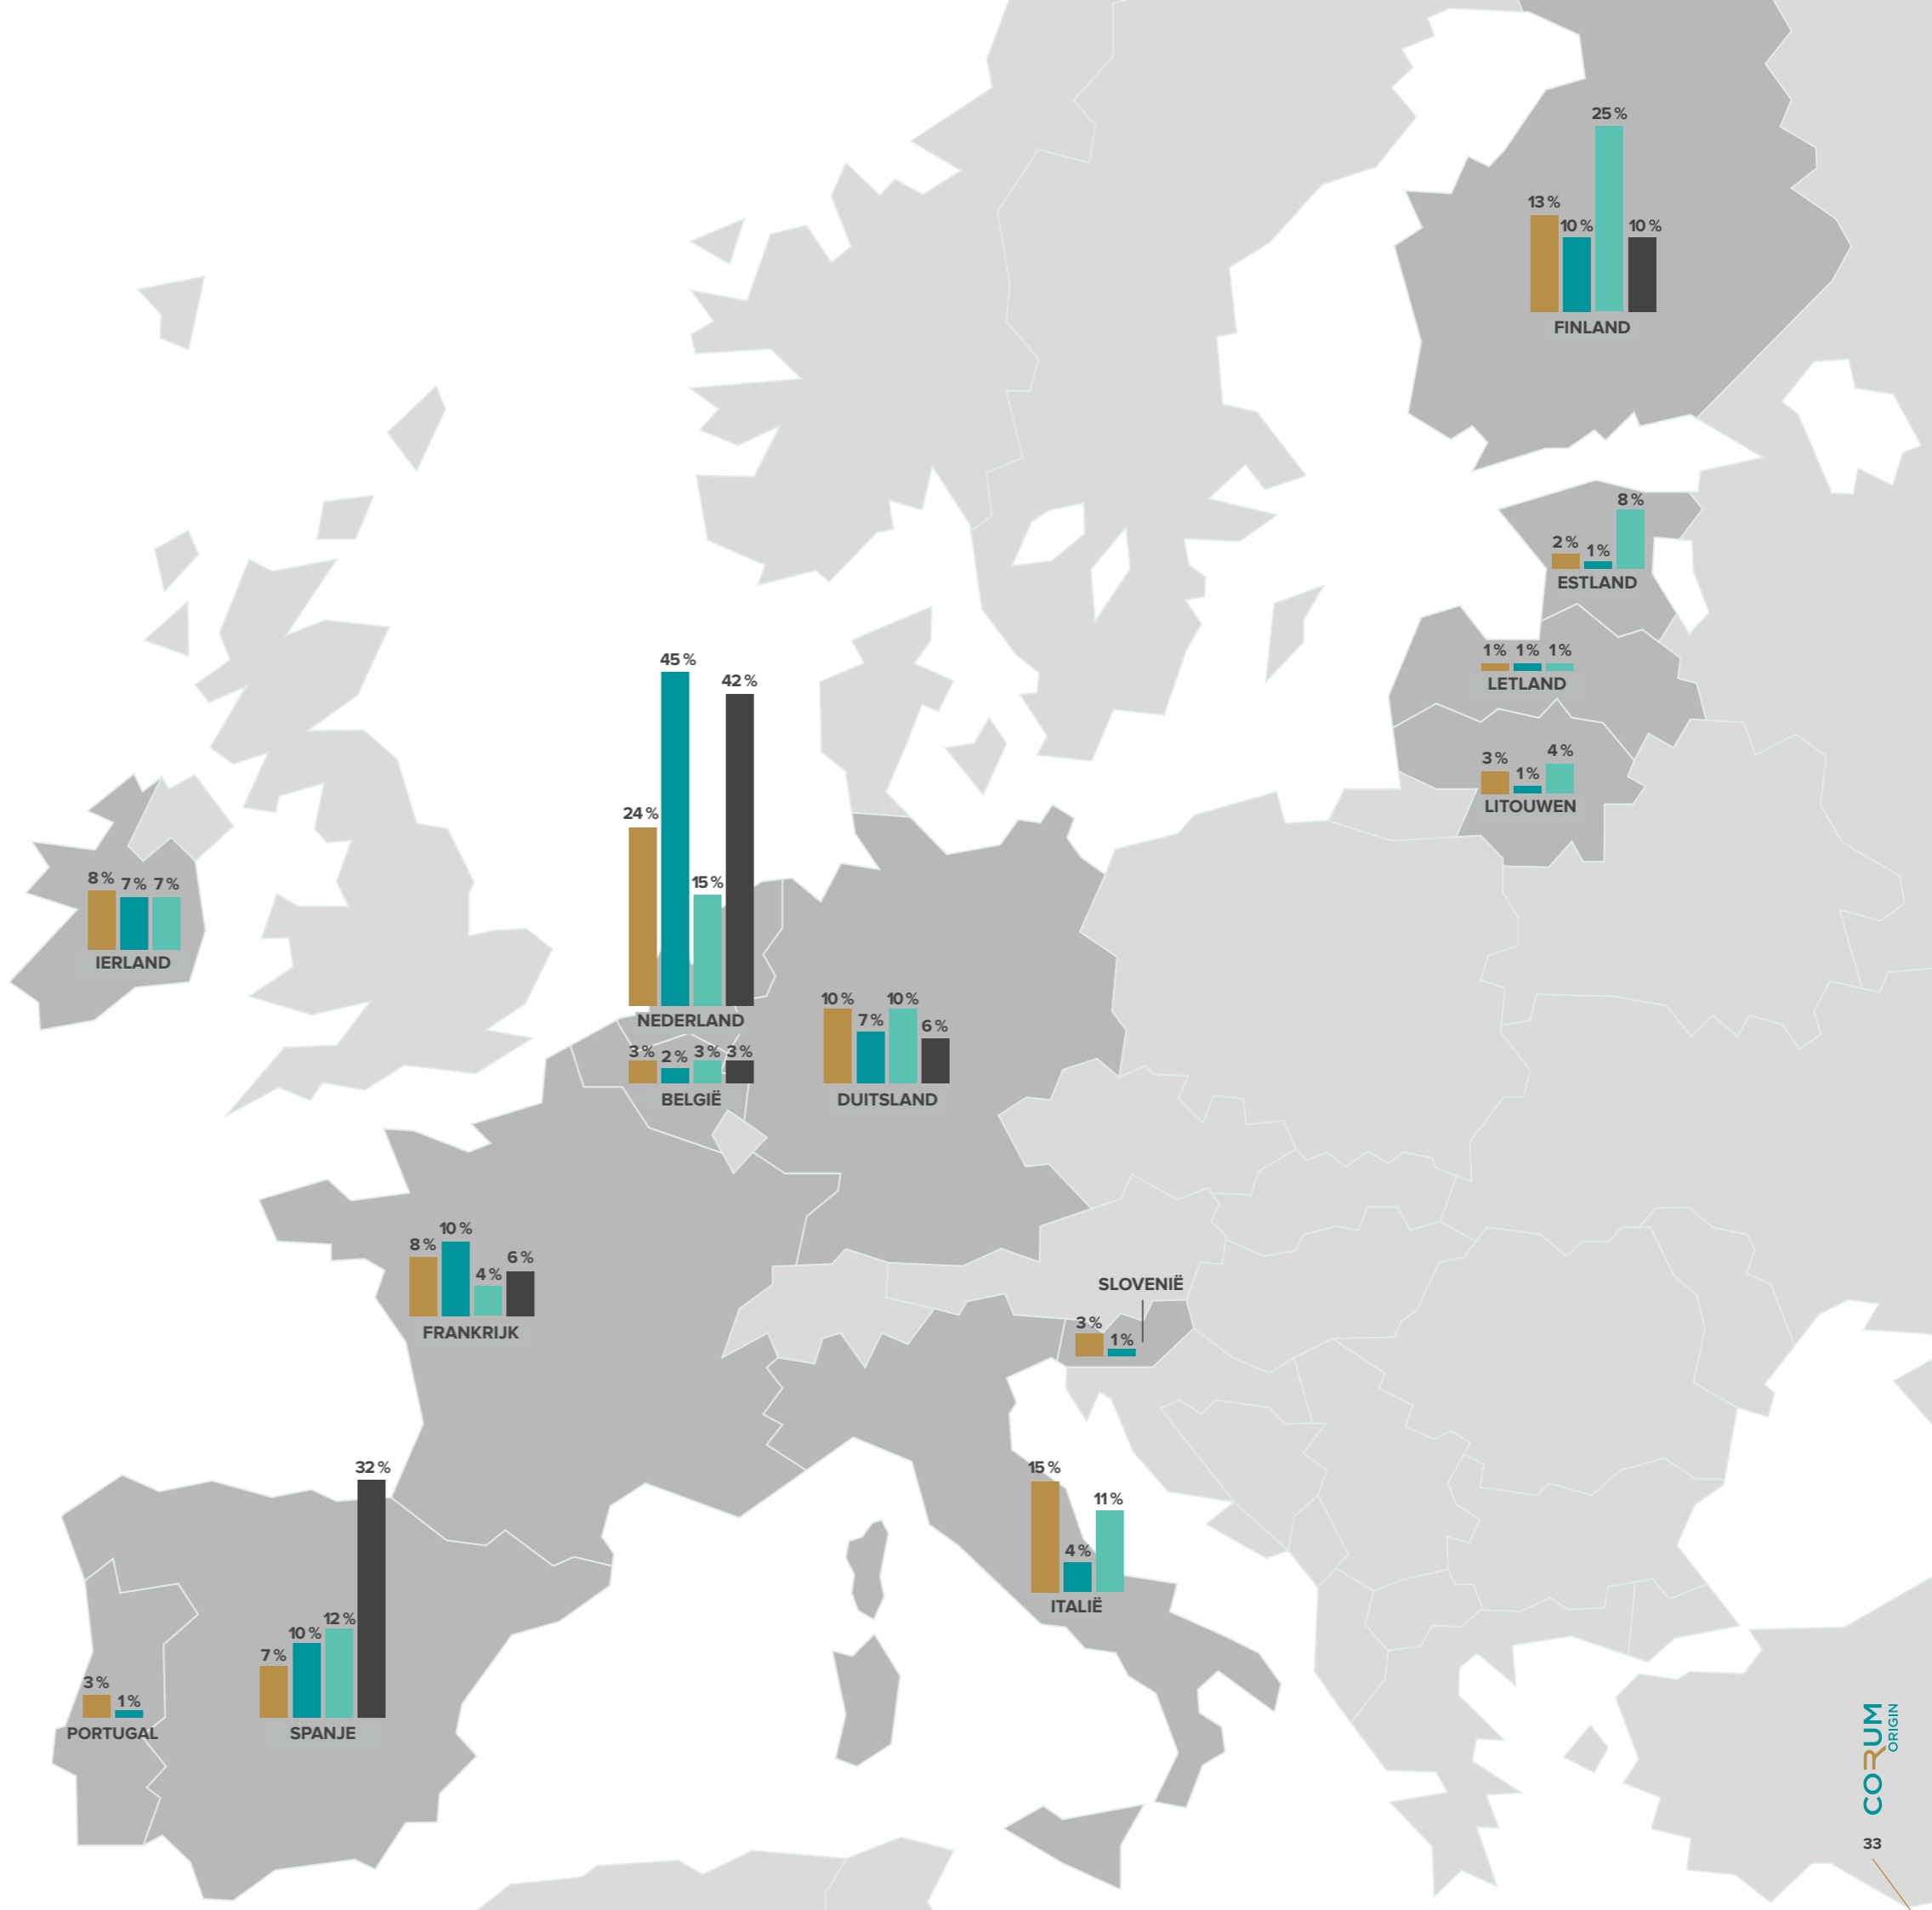 25 %
13 %
10 %
10 %
FINLAND
8 %
2 %
1 %
ESTLAND
1 % 1 % 1 %
LETLAND
3 %
1 %
4 %
LITOUWEN
45 %
42 %
24 %
15 %
NEDERLAND
8 % 7 % 7 %
IERLAND
3 % 2 % 3 % 3 %
BELGIË
10 %
7 %
10 %
6 %
DUITSLAND
8 %
10 %
4 %
6 %
FRANKRIJK
SLOVENIË
3 %
1 %
15 %
4 %
11 %
ITALIË
32 %
7 %
10 %
12 %
SPANJE
3 %
1 %
PORTUGAL
CORUM
ORIGIN
33